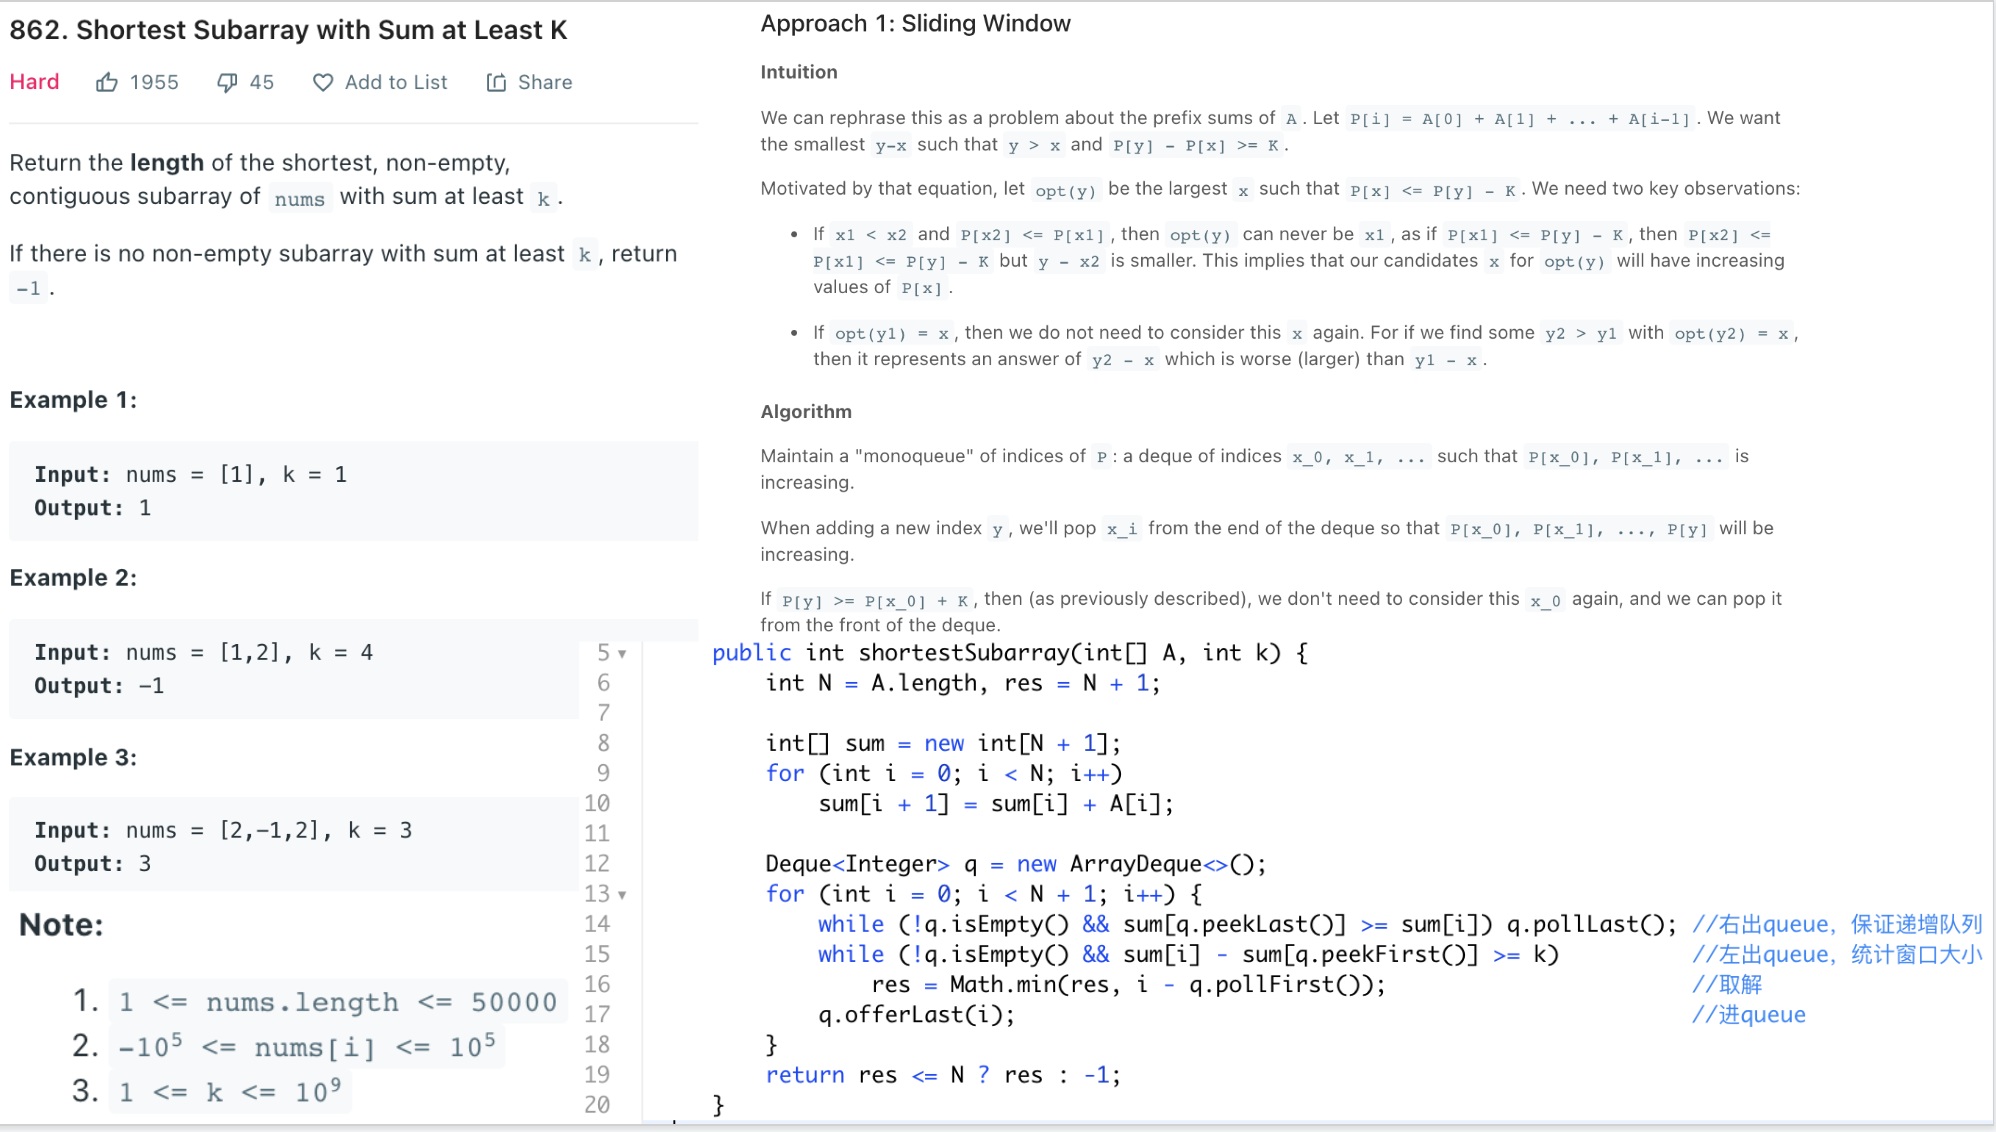 862. Shortest Subarray with Sum at Least K
Hard 1955 45 Add to List Share
Return the length of the shortest, non-empty,
contiguous subarray of nums with sum at least k.
If there is no non-empty subarray with sum at least k, return
-1.
Example 1:
Input: nums = [1], k = 1
Output: 1
Example 2:
Input: nums = [1,2], k = 4
Output: -1
Example 3:
Input: nums = [2,-1,2], k = 3
Output: 3
Note:
1. 1 <= nums.length <= 50000
2. -10⁵ <= nums[i] <= 10⁵
3. 1 <= k <= 10⁹
Approach 1: Sliding Window
Intuition
We can rephrase this as a problem about the prefix sums of A. Let P[i] = A[0] + A[1] + ... + A[i-1]. We want
the smallest y-x such that y > x and P[y] - P[x] >= K.
Motivated by that equation, let opt(y) be the largest x such that P[x] <= P[y] - K. We need two key observations:
• If x1 < x2 and P[x2] <= P[x1], then opt(y) can never be x1, as if P[x1] <= P[y] - K, then P[x2] <=
P[x1] <= P[y] - K but y - x2 is smaller. This implies that our candidates x for opt(y) will have increasing
values of P[x].
• If opt(y1) = x, then we do not need to consider this x again. For if we find some y2 > y1 with opt(y2) = x,
then it represents an answer of y2 - x which is worse (larger) than y1 - x.
Algorithm
Maintain a "monoqueue" of indices of P: a deque of indices x_0, x_1, ... such that P[x_0], P[x_1], ... is
increasing.
When adding a new index y, we'll pop x_i from the end of the deque so that P[x_0], P[x_1], ..., P[y] will be
increasing.
If P[y] >= P[x_0] + K, then (as previously described), we don't need to consider this x_0 again, and we can pop it
from the front of the deque.
5 public int shortestSubarray(int[] A, int k) {
6 int N = A.length, res = N + 1;
7
8 int[] sum = new int[N + 1];
9 for (int i = 0; i < N; i++)
10 sum[i + 1] = sum[i] + A[i];
11
12 Deque<Integer> q = new ArrayDeque<>();
13 for (int i = 0; i < N + 1; i++) {
14 while (!q.isEmpty() && sum[q.peekLast()] >= sum[i]) q.pollLast(); //右出queue，保证递增队列
15 while (!q.isEmpty() && sum[i] - sum[q.peekFirst()] >= k) //左出queue，统计窗口大小
16 res = Math.min(res, i - q.pollFirst()); //取解
17 q.offerLast(i); //进queue
18 }
19 return res <= N ? res : -1;
20 }